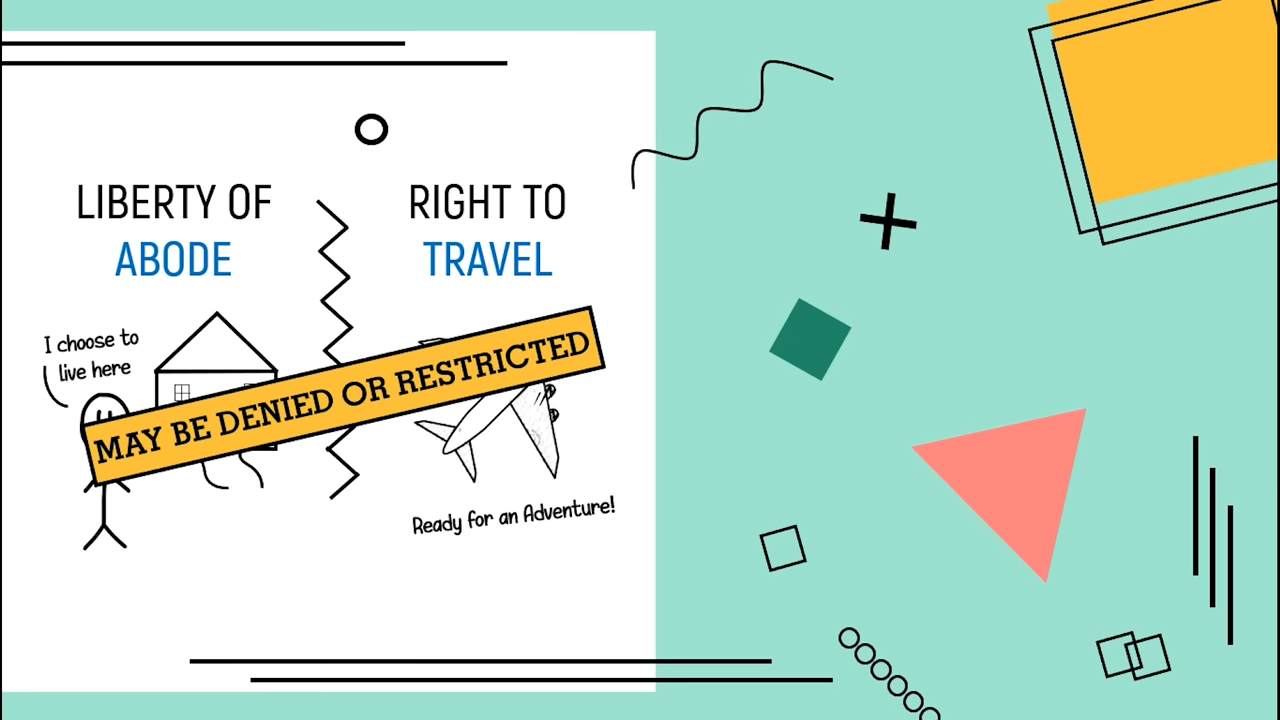 LIBERTY OF
ABODE
RIGHT TO
TRAVEL
I choose to
live here
MAY BE DENIED OR RESTRICTED
Ready for an Adventure!